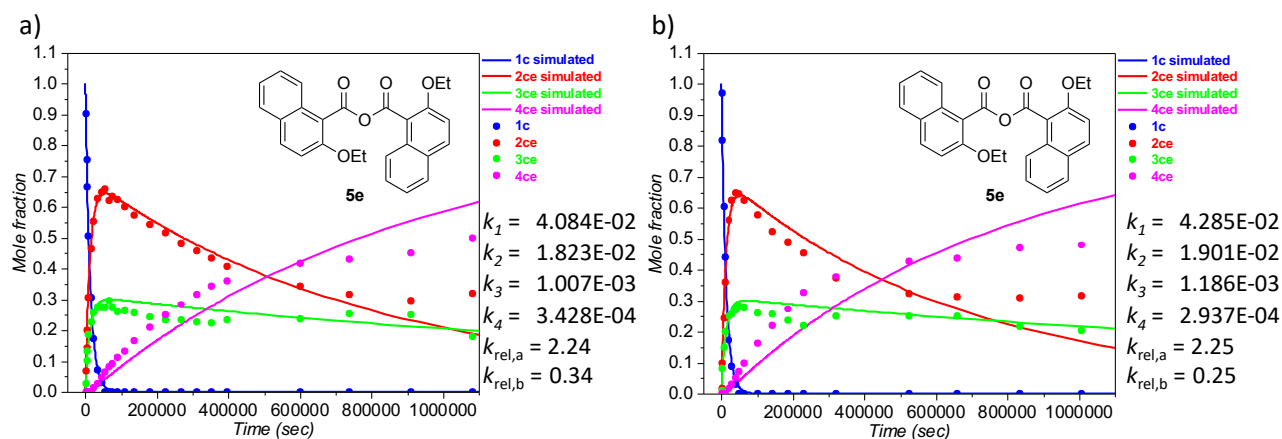 a)
1.1
1.0
0.9
0.8
0.7
0.6
0.5
0.4
0.3
0.2
0.1
0.0
Mole fraction
0 200000 400000 600000 800000 1000000
Time (sec)
O O OEt
O
OEt
5e
1c simulated
2ce simulated
3ce simulated
4ce simulated
1c
2ce
3ce
4ce
k1 = 4.084E-02
k2 = 1.823E-02
k3 = 1.007E-03
k4 = 3.428E-04
krel,a = 2.24
krel,b = 0.34
b)
1.1
1.0
0.9
0.8
0.7
0.6
0.5
0.4
0.3
0.2
0.1
0.0
Mole fraction
0 200000 400000 600000 800000 1000000
Time (sec)
O O OEt
O
OEt
5e
1c simulated
2ce simulated
3ce simulated
4ce simulated
1c
2ce
3ce
4ce
k1 = 4.285E-02
k2 = 1.901E-02
k3 = 1.186E-03
k4 = 2.937E-04
krel,a = 2.25
krel,b = 0.25